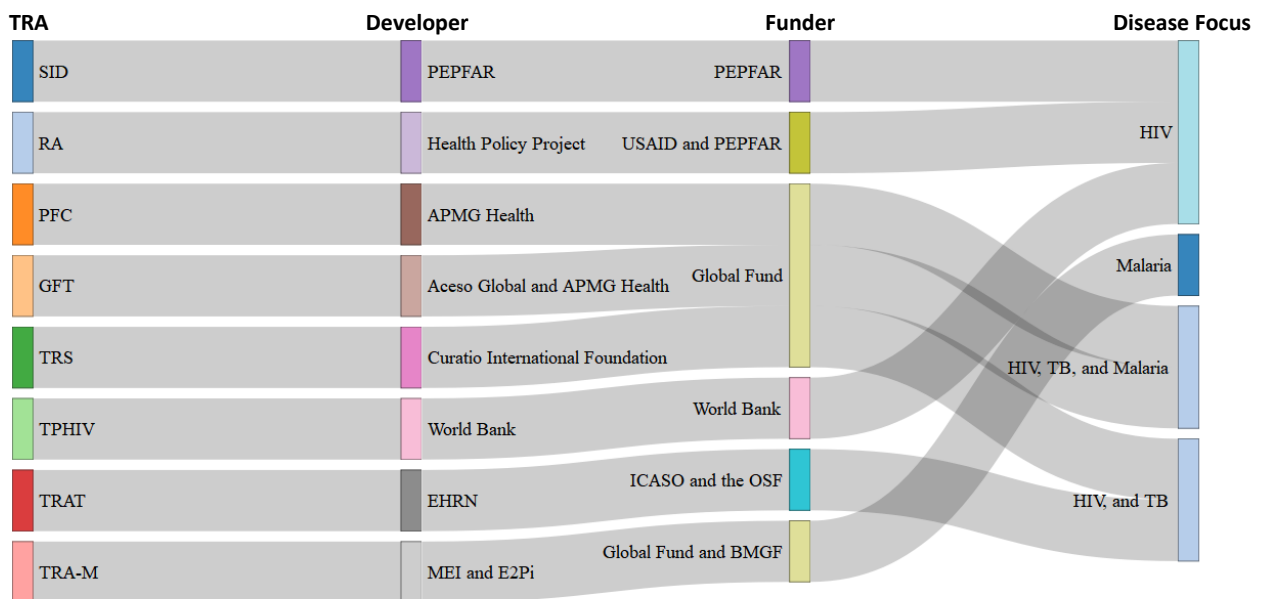 TRA Developer Funder Disease Focus
SID PEPFAR PEPFAR
HIV
RA Health Policy Project USAID and PEPFAR
PFC APMG Health
Malaria
GFT Aceso Global and APMG Health Global Fund
TRS Curatio International Foundation HIV, TB, and Malaria
TPHIV World Bank World Bank
TRAT EHRN ICASO and the OSF HIV, and TB
TRA-M MEI and E2Pi Global Fund and BMGF